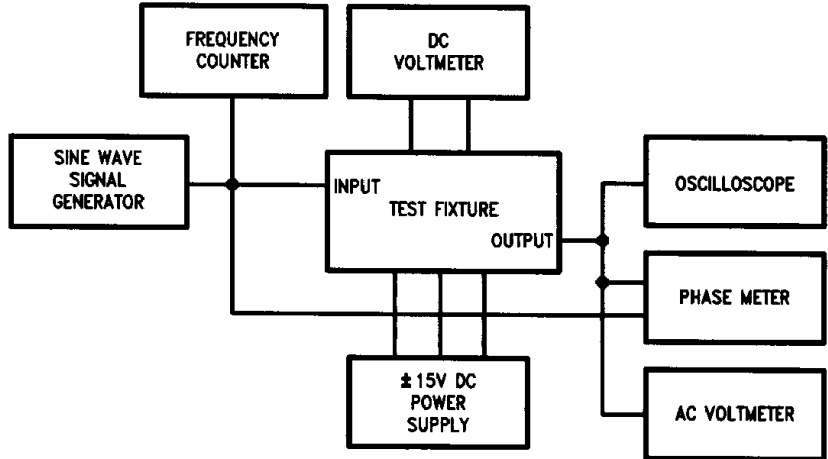 FREQUENCY
COUNTER
DC
VOLTMETER
SINE WAVE
SIGNAL
GENERATOR
INPUT
TEST FIXTURE
OUTPUT
OSCILLOSCOPE
PHASE METER
± 15V DC
POWER
SUPPLY
AC VOLTMETER